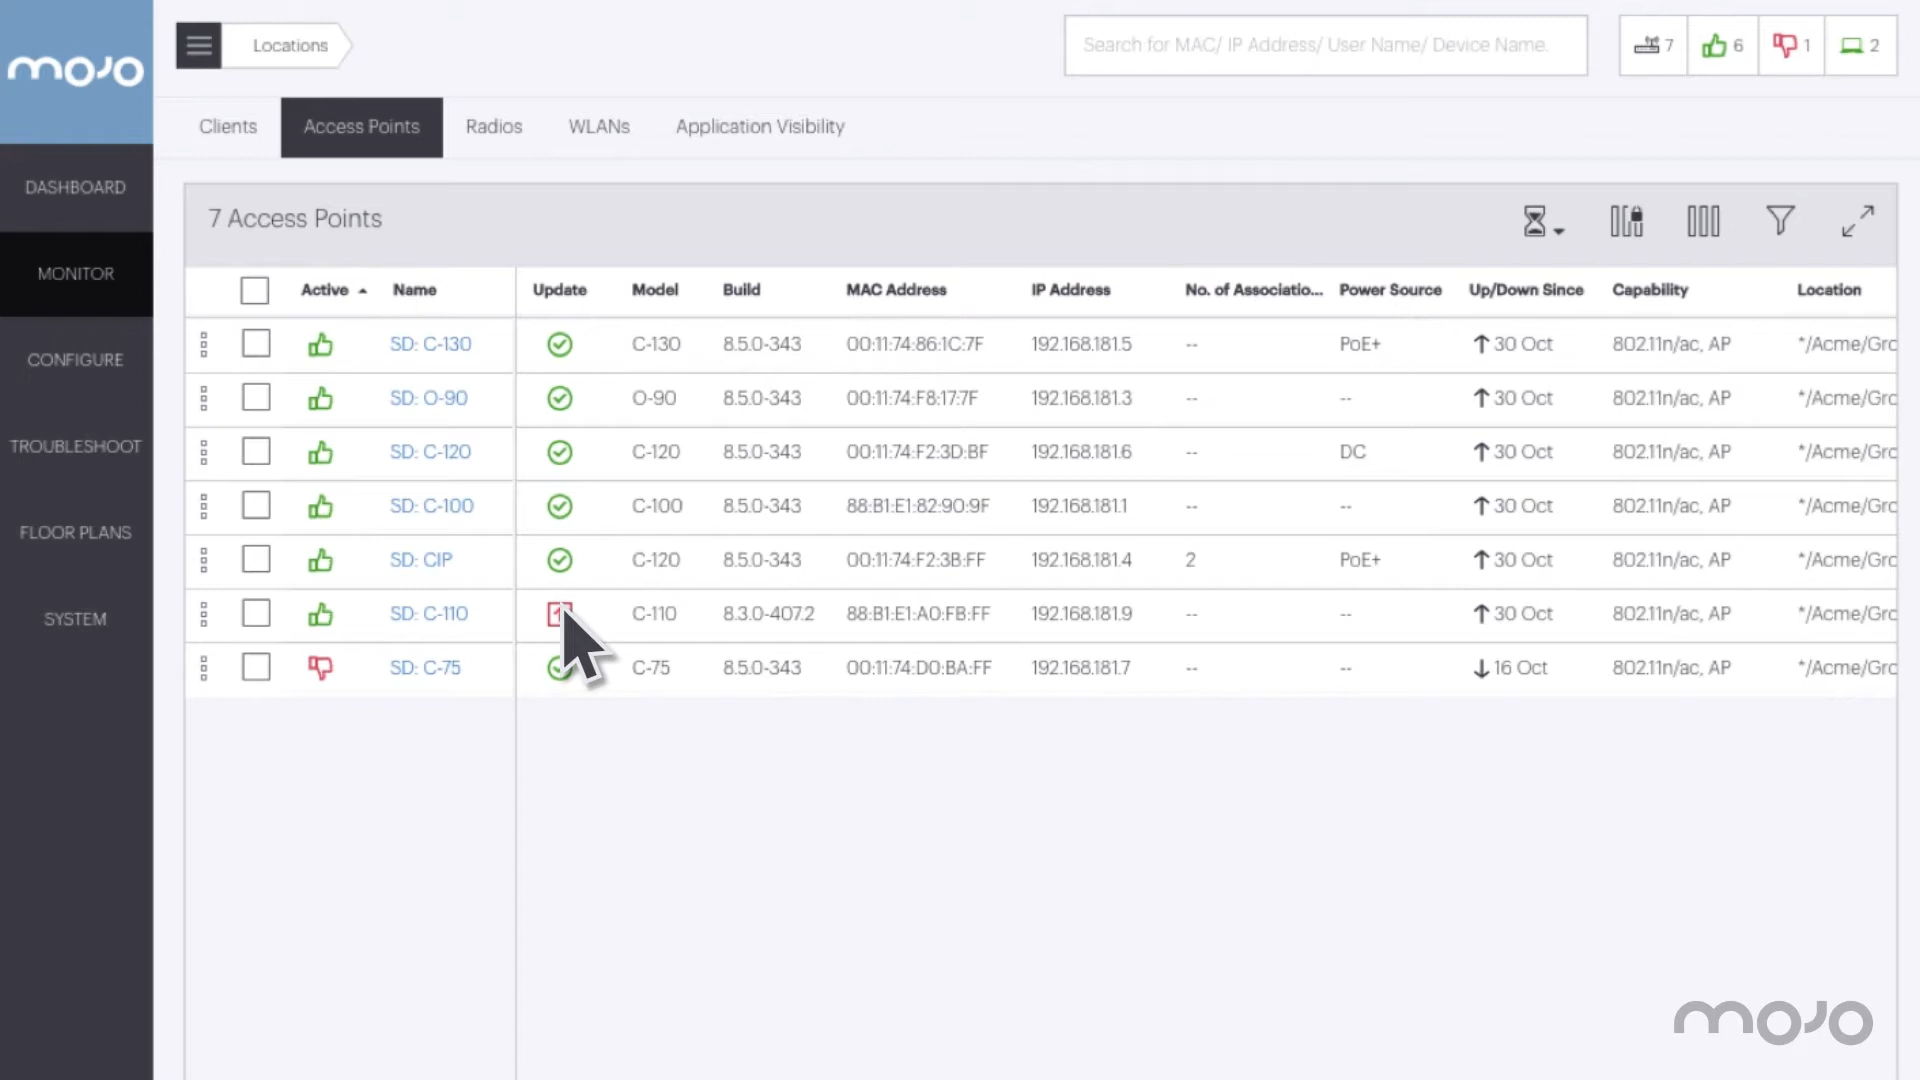 mojo
Locations
Search for MAC/ IP Address/ User Name/ Device Name.
7
6
1
2
Clients
Access Points
Radios
WLANs
Application Visibility
DASHBOARD
MONITOR
CONFIGURE
TROUBLESHOOT
FLOOR PLANS
SYSTEM
7 Access Points
Active Name Update Model Build MAC Address IP Address No. of Associatio... Power Source Up/Down Since Capability Location
SD: C-130 C-130 8.5.0-343 00:11:74:86:1C:7F 192.168.181.5 -- PoE+ 30 Oct 802.11n/ac, AP */Acme/Gro
SD: O-90 O-90 8.5.0-343 00:11:74:F8:17:7F 192.168.181.3 -- -- 30 Oct 802.11n/ac, AP */Acme/Gro
SD: C-120 C-120 8.5.0-343 00:11:74:F2:3D:BF 192.168.181.6 -- DC 30 Oct 802.11n/ac, AP */Acme/Gro
SD: C-100 C-100 8.5.0-343 88:B1:E1:82:90:9F 192.168.181.1 -- -- 30 Oct 802.11n/ac, AP */Acme/Gro
SD: CIP C-120 8.5.0-343 00:11:74:F2:3B:FF 192.168.181.4 2 PoE+ 30 Oct 802.11n/ac, AP */Acme/Gro
SD: C-110 C-110 8.3.0-407.2 88:B1:E1:A0:FB:FF 192.168.181.9 -- -- 30 Oct 802.11n/ac, AP */Acme/Gro
SD: C-75 C-75 8.5.0-343 00:11:74:D0:BA:FF 192.168.181.7 -- -- 16 Oct 802.11n/ac, AP */Acme/Gro
mojo